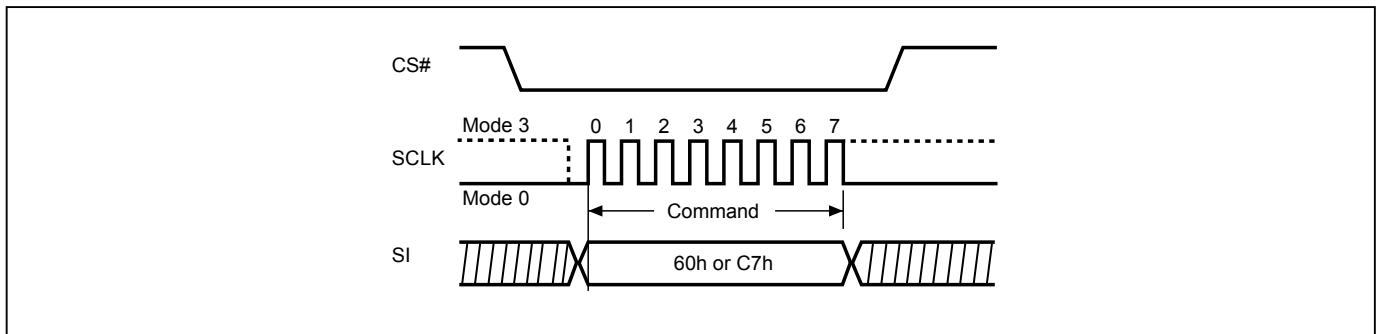 CS#
Mode 3
0 1 2 3 4 5 6 7
SCLK
Mode 0
Command
SI
60h or C7h